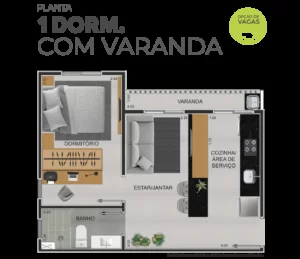 PLANTA
1 DORM.
COM VARANDA
OPÇÃO DE
VAGAS
VARANDA
DORMITÓRIO
COZINHA/
ÁREA DE
SERVIÇO
ESTAR/JANTAR
BANHO